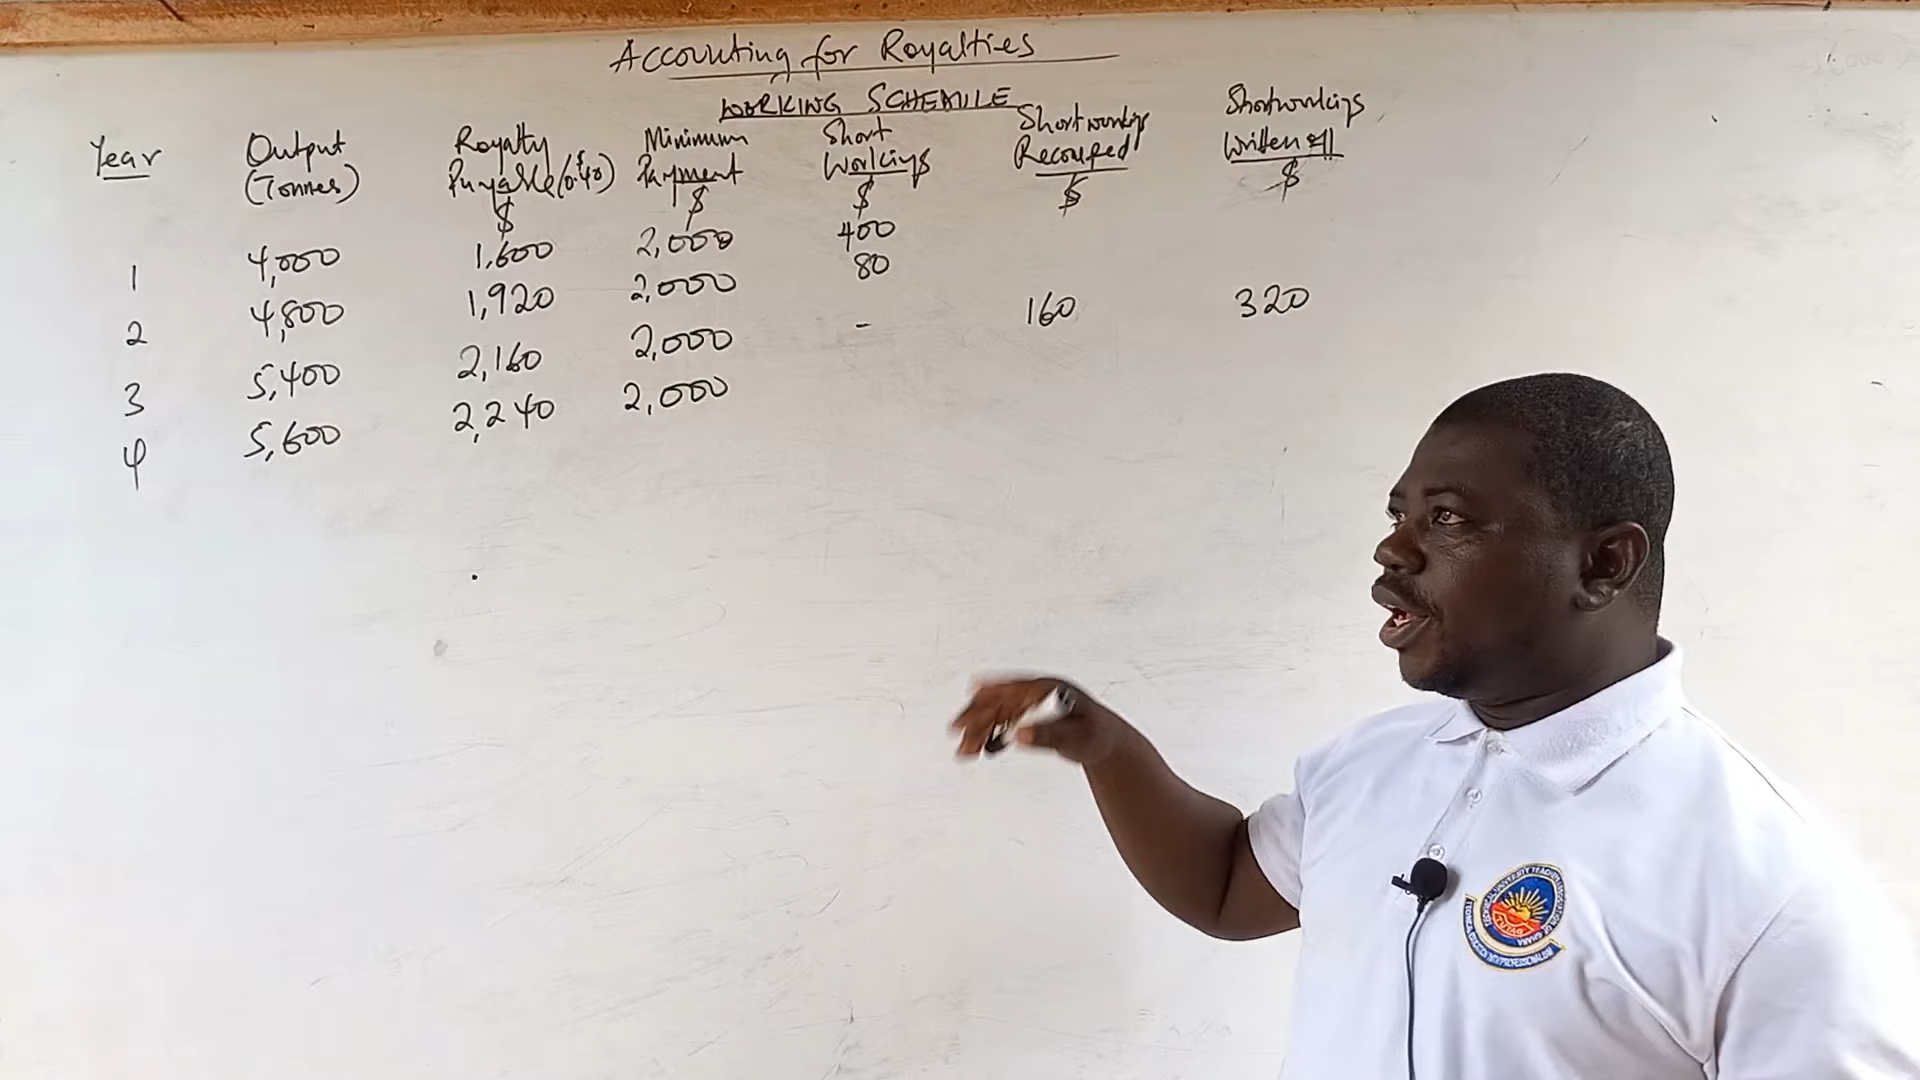 Accounting for Royalties
WORKING SCHEDULE
Year Output (Tonnes) Royalty Payable ($0.40) $ Minimum Payment $ Short Workings $ Shortworkings Recouped $ Shortworkings Written off $
1 4,000 1,600 2,000 400
2 4,800 1,920 2,000 80
3 5,400 2,160 2,000 - 160 320
4 5,600 2,240 2,000